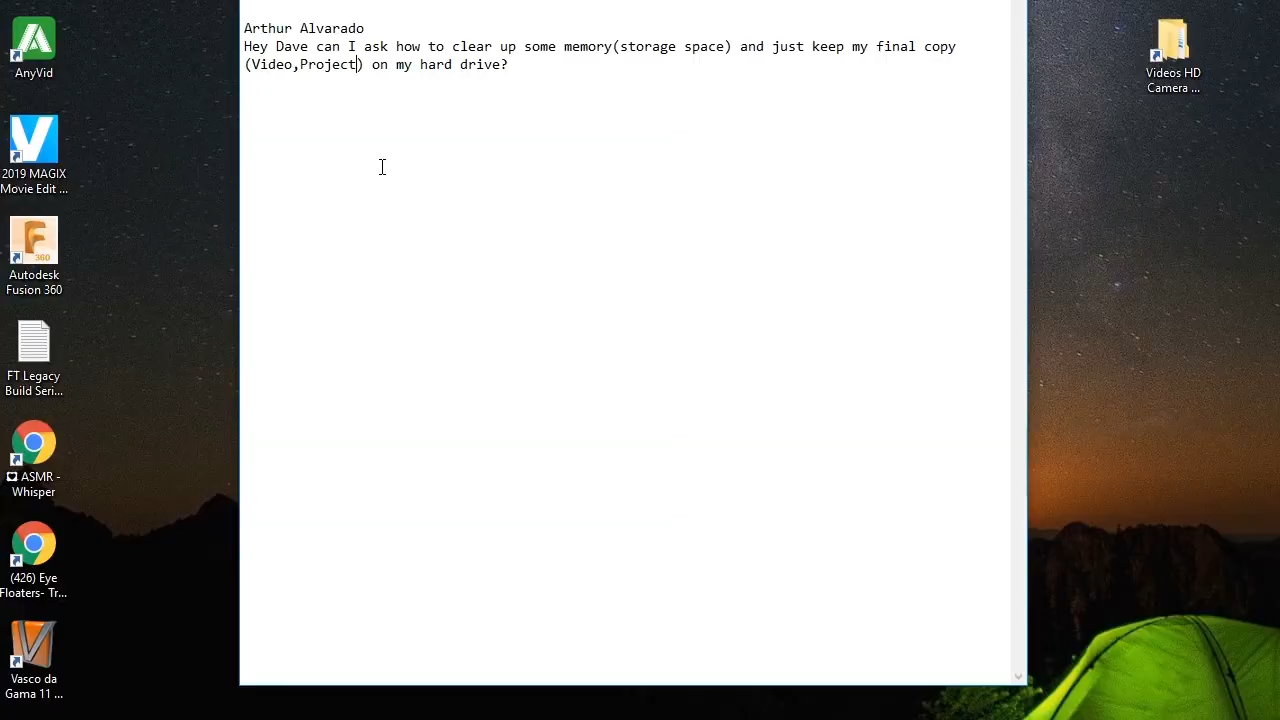 Arthur Alvarado
Hey Dave can I ask how to clear up some memory(storage space) and just keep my final copy
(Video,Project) on my hard drive?
AnyVid
2019 MAGIX
Movie Edit ...
Autodesk
Fusion 360
FT Legacy
Build Seri...
ASMR -
Whisper
(426) Eye
Floaters- Tr...
Vasco da
Gama 11 ...
Videos HD
Camera ...
360